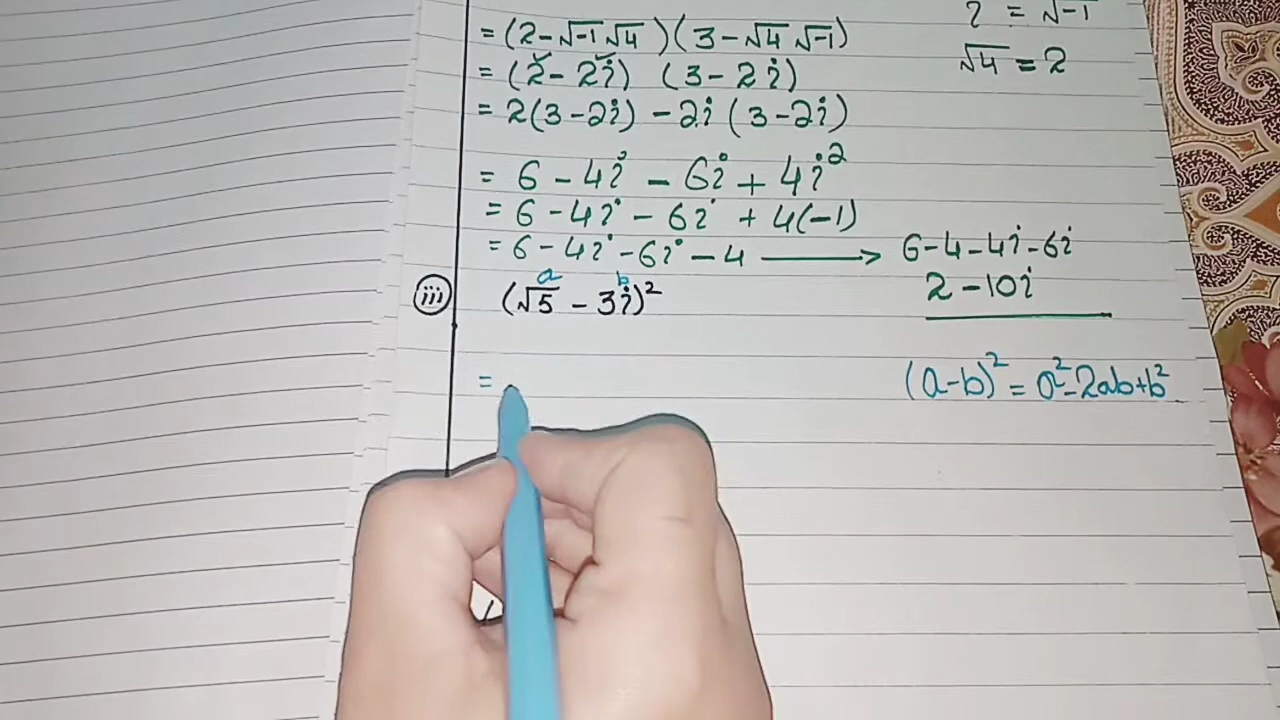 = (2-√-1 √4 ) ( 3 - √4 √-1)
i = √-1
= (2 - 2i) (3-2i)
√4 = 2
= 2(3-2i) - 2i (3-2i)
= 6 - 4i - 6i + 4i²
= 6 - 4i - 6i + 4(-1)
= 6 - 4i - 6i - 4 ⟶ 6-4-4i-6i
2 -10i
a b
iii (√5 - 3i)²
(a-b)² = a²-2ab+b²
=